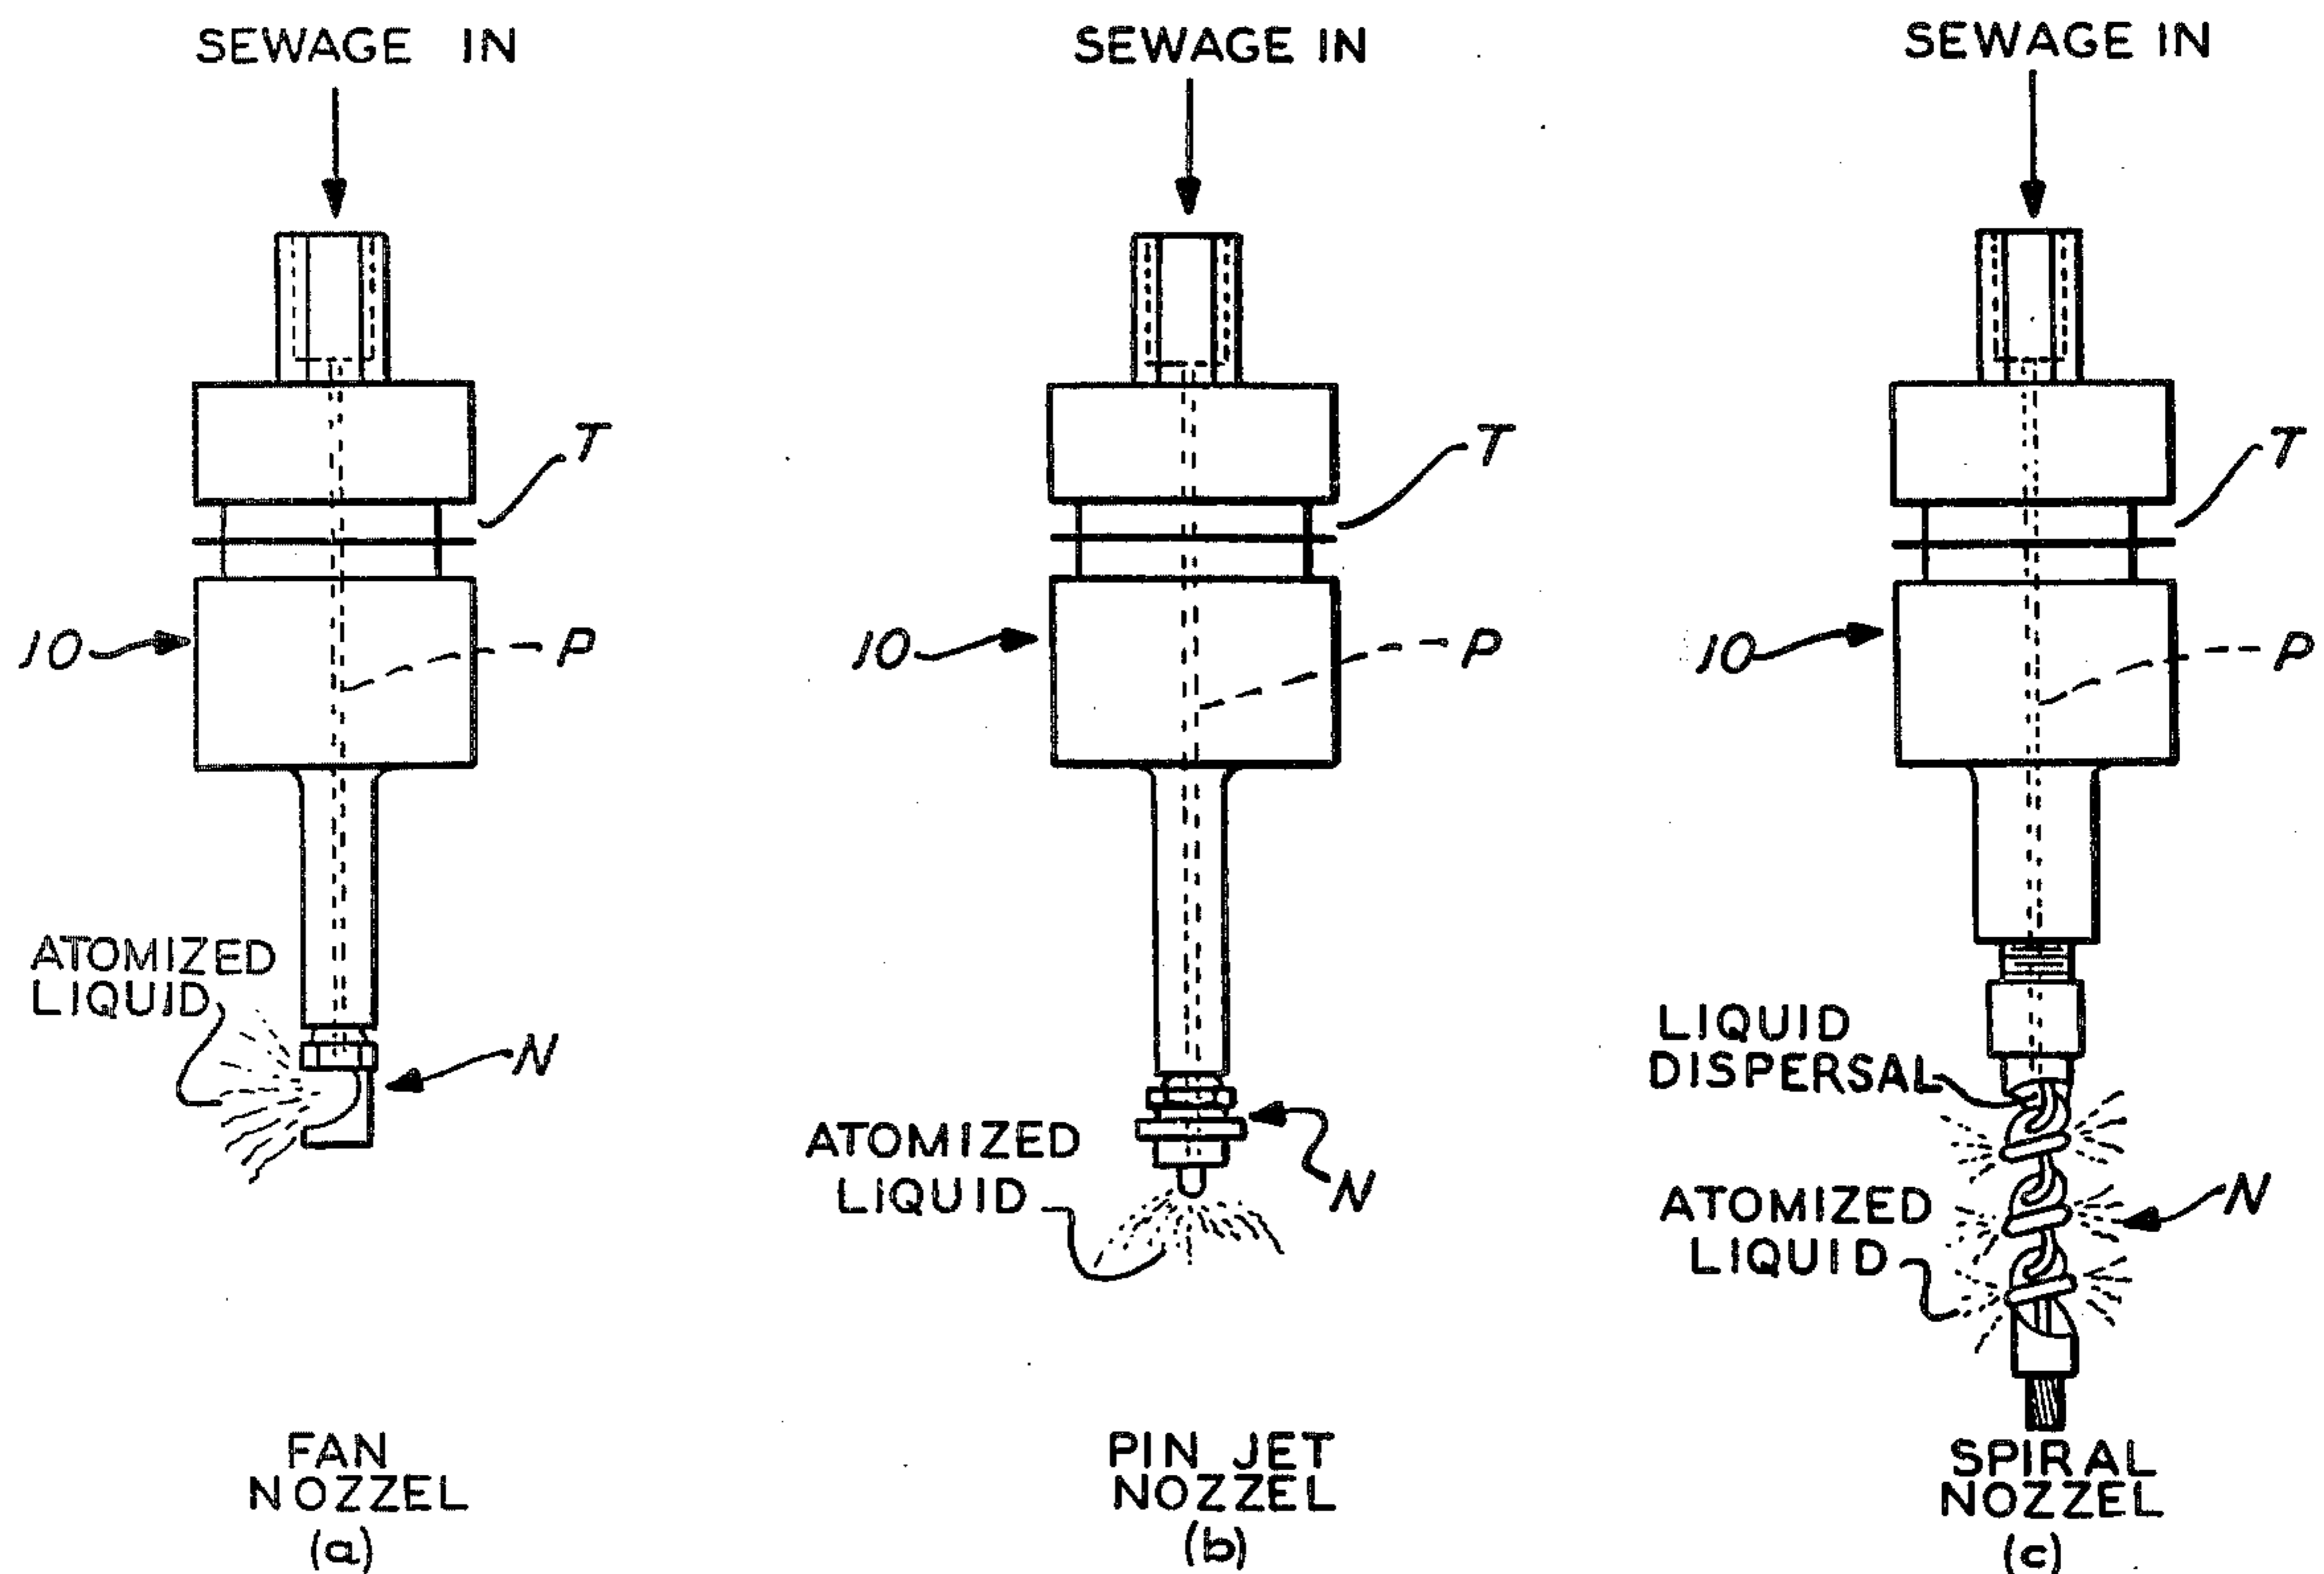 SEWAGE IN
T
10
P
ATOMIZED
LIQUID
N
FAN
NOZZEL
(a)
SEWAGE IN
T
10
P
ATOMIZED
LIQUID
N
PIN JET
NOZZEL
(b)
SEWAGE IN
T
10
P
LIQUID
DISPERSAL
ATOMIZED
LIQUID
N
SPIRAL
NOZZEL
(c)